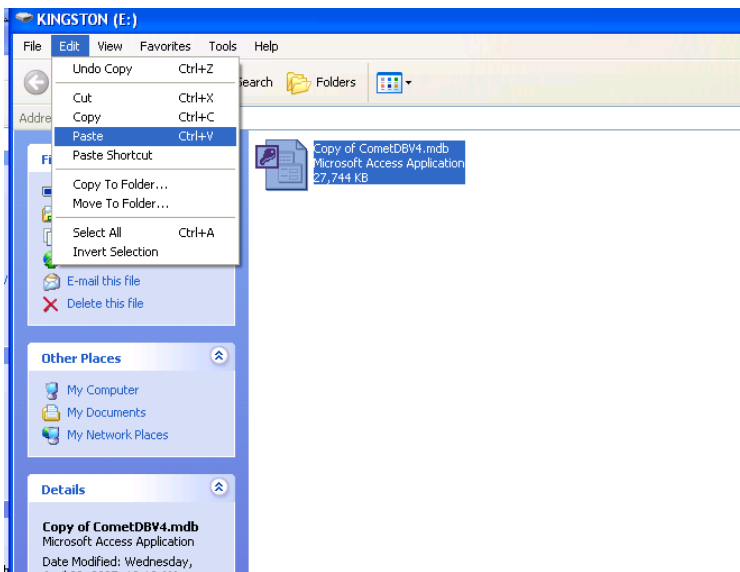 KINGSTON (E:)
File Edit View Favorites Tools Help
Undo Copy Ctrl+Z
Search Folders
Cut Ctrl+X
Addre
Copy Ctrl+C
Paste Ctrl+V
Paste Shortcut
Copy To Folder...
Move To Folder...
Select All Ctrl+A
Invert Selection
Copy of CometDBV4.mdb
Microsoft Access Application
27,744 KB
Fi
E-mail this file
Delete this file
Other Places
My Computer
My Documents
My Network Places
Details
Copy of CometDBV4.mdb
Microsoft Access Application
Date Modified: Wednesday,